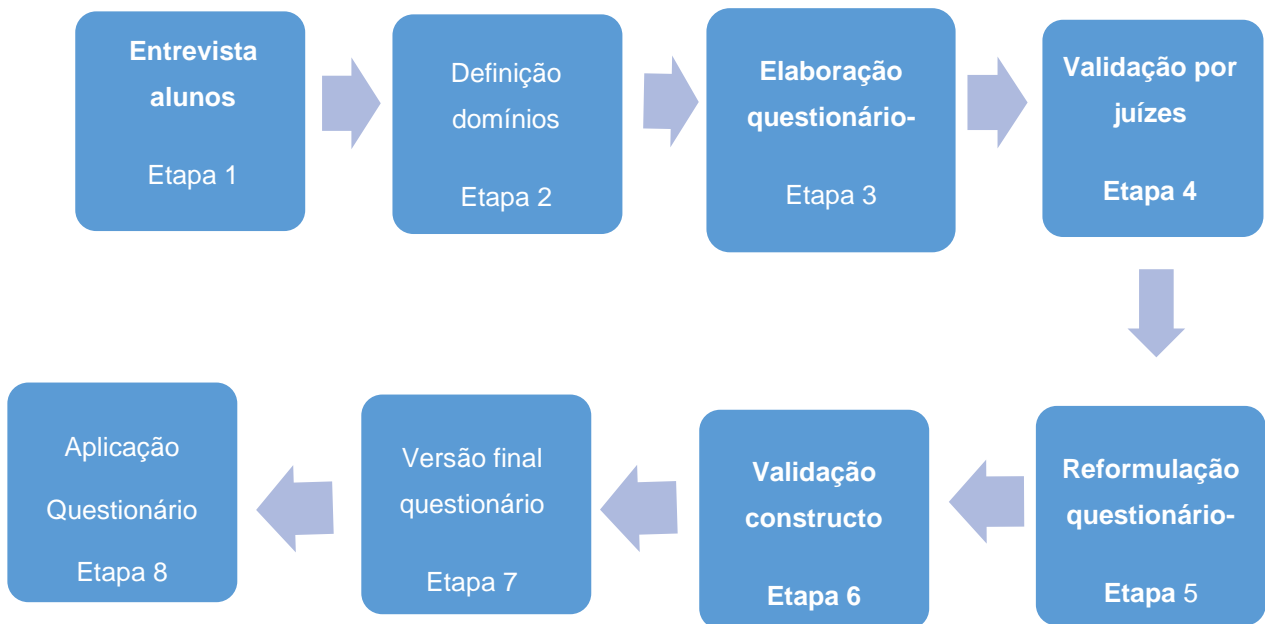 Entrevista
alunos
Etapa 1
Definição
domínios
Etapa 2
Elaboração
questionário-
Etapa 3
Validação por
juízes
Etapa 4
Reformulação
questionário-
Etapa 5
Validação
constructo
Etapa 6
Versão final
questionário
Etapa 7
Aplicação
Questionário
Etapa 8